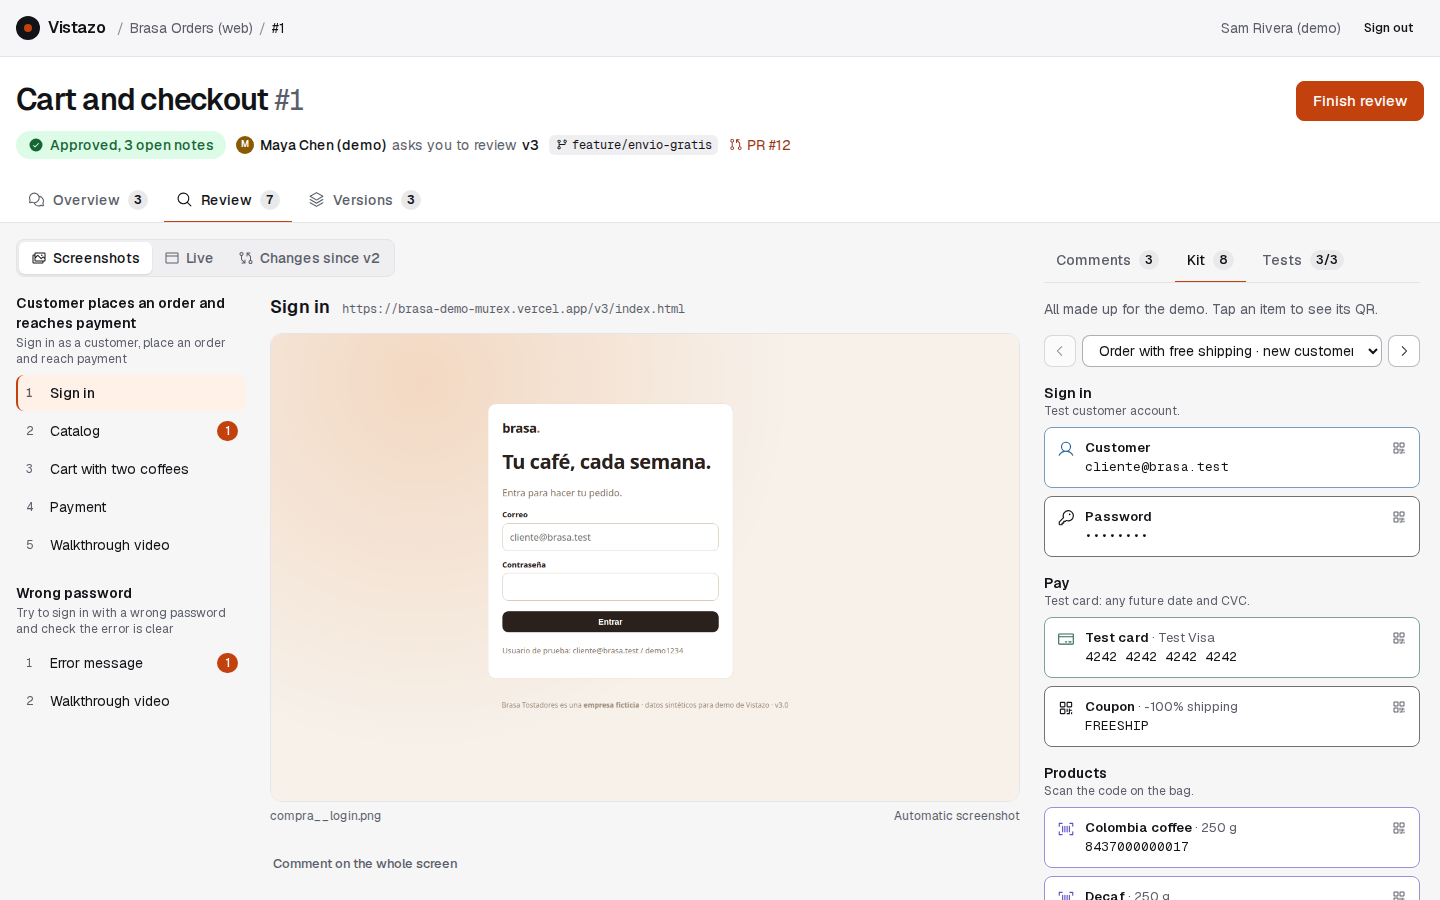 Vistazo / Brasa Orders (web) / #1
Sam Rivera (demo) Sign out
Cart and checkout #1
Finish review
Approved, 3 open notes M Maya Chen (demo) asks you to review v3 feature/envio-gratis PR #12
Overview 3 Review 7 Versions 3
Screenshots Live Changes since v2
Customer places an order and
reaches payment
Sign in as a customer, place an order
and reach payment
1 Sign in
2 Catalog 1
3 Cart with two coffees
4 Payment
5 Walkthrough video
Wrong password
Try to sign in with a wrong password
and check the error is clear
1 Error message 1
2 Walkthrough video
Sign in https://brasa-demo-murex.vercel.app/v3/index.html
brasa.
Tu café, cada semana.
Entra para hacer tu pedido.
Correo
cliente@brasa.test
Contraseña
Entrar
Usuario de prueba: cliente@brasa.test / demo1234
Brasa Tostadores es una empresa ficticia · datos sintéticos para demo de Vistazo · v3.0
compra__login.png Automatic screenshot
Comment on the whole screen
Comments 3 Kit 8 Tests 3/3
All made up for the demo. Tap an item to see its QR.
Order with free shipping · new customer
Sign in
Test customer account.
Customer
cliente@brasa.test
Password
••••••••
Pay
Test card: any future date and CVC.
Test card · Test Visa
4242 4242 4242 4242
Coupon · -100% shipping
FREESHIP
Products
Scan the code on the bag.
Colombia coffee · 250 g
8437000000017
Decaf · 250 g